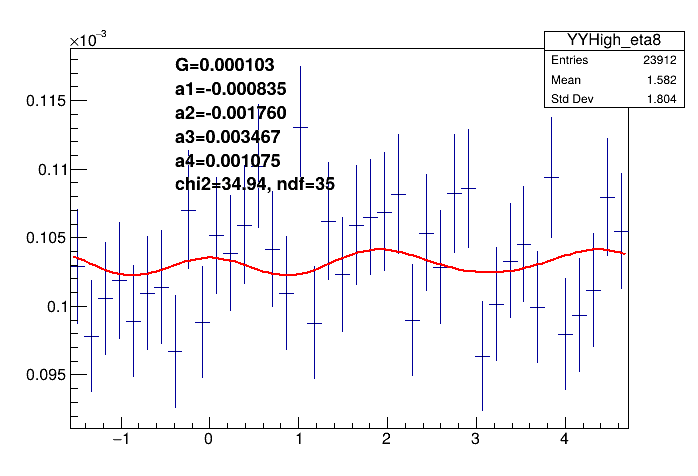 ×10⁻³
YYHigh_eta8
Entries 23912
Mean 1.582
Std Dev 1.804
G=0.000103
a1=-0.000835
a2=-0.001760
a3=0.003467
a4=0.001075
chi2=34.94, ndf=35
0.115
0.11
0.105
0.1
0.095
−1 0 1 2 3 4